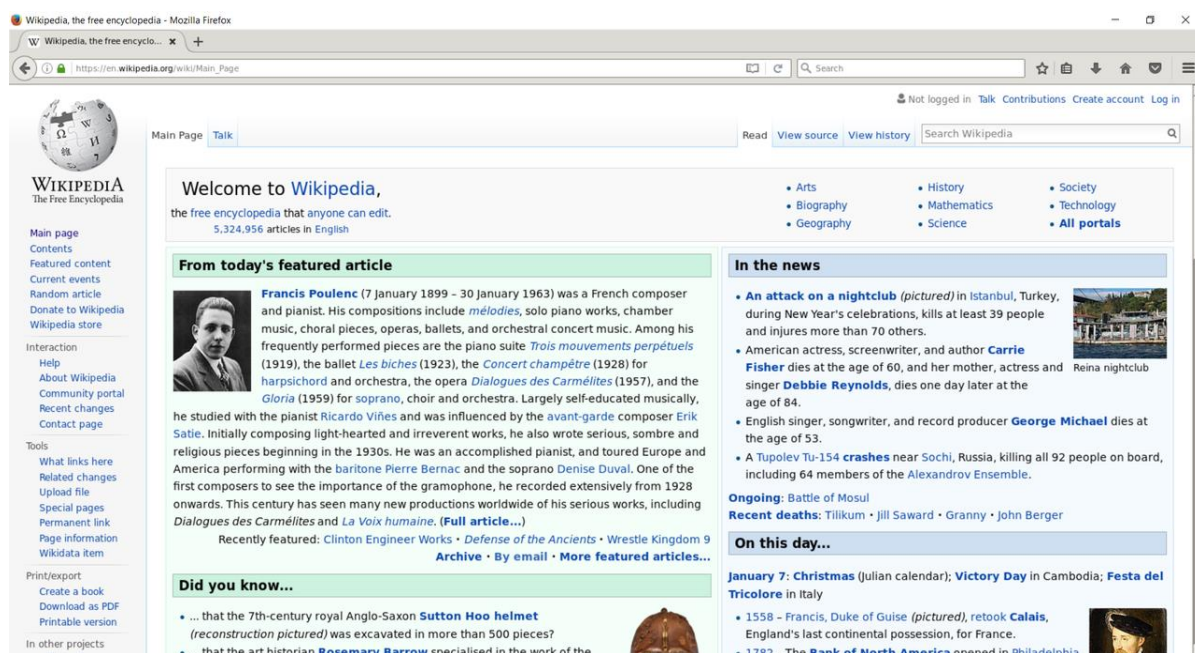 Wikipedia, the free encyclopedia - Mozilla Firefox
Wikipedia, the free encyclo...
https://en.wikipedia.org/wiki/Main_Page
Search
Not logged in Talk Contributions Create account Log in
Main Page Talk
Read View source View history Search Wikipedia
WIKIPEDIA
The Free Encyclopedia
Main page
Contents
Featured content
Current events
Random article
Donate to Wikipedia
Wikipedia store
Interaction
Help
About Wikipedia
Community portal
Recent changes
Contact page
Tools
What links here
Related changes
Upload file
Special pages
Permanent link
Page information
Wikidata item
Print/export
Create a book
Download as PDF
Printable version
In other projects
Welcome to Wikipedia,
the free encyclopedia that anyone can edit.
5,324,956 articles in English
• Arts
• Biography
• Geography
• History
• Mathematics
• Science
• Society
• Technology
• All portals
From today's featured article
Francis Poulenc (7 January 1899 – 30 January 1963) was a French composer
and pianist. His compositions include mélodies, solo piano works, chamber
music, choral pieces, operas, ballets, and orchestral concert music. Among his
frequently performed pieces are the piano suite Trois mouvements perpétuels
(1919), the ballet Les biches (1923), the Concert champêtre (1928) for
harpsichord and orchestra, the opera Dialogues des Carmélites (1957), and the
Gloria (1959) for soprano, choir and orchestra. Largely self-educated musically,
he studied with the pianist Ricardo Viñes and was influenced by the avant-garde composer Erik
Satie. Initially composing light-hearted and irreverent works, he also wrote serious, sombre and
religious pieces beginning in the 1930s. He was an accomplished pianist, and toured Europe and
America performing with the baritone Pierre Bernac and the soprano Denise Duval. One of the
first composers to see the importance of the gramophone, he recorded extensively from 1928
onwards. This century has seen many new productions worldwide of his serious works, including
Dialogues des Carmélites and La Voix humaine. (Full article...)
Recently featured: Clinton Engineer Works • Defense of the Ancients • Wrestle Kingdom 9
Archive • By email • More featured articles...
Did you know...
• ... that the 7th-century royal Anglo-Saxon Sutton Hoo helmet
(reconstruction pictured) was excavated in more than 500 pieces?
• ... that the art historian Rosemary Barrow specialised in the work of the
In the news
• An attack on a nightclub (pictured) in Istanbul, Turkey,
during New Year's celebrations, kills at least 39 people
and injures more than 70 others.
• American actress, screenwriter, and author Carrie
Fisher dies at the age of 60, and her mother, actress and
singer Debbie Reynolds, dies one day later at the
age of 84.
Reina nightclub
• English singer, songwriter, and record producer George Michael dies at
the age of 53.
• A Tupolev Tu-154 crashes near Sochi, Russia, killing all 92 people on board,
including 64 members of the Alexandrov Ensemble.
Ongoing: Battle of Mosul
Recent deaths: Tilikum • Jill Saward • Granny • John Berger
On this day...
January 7: Christmas (Julian calendar); Victory Day in Cambodia; Festa del
Tricolore in Italy
• 1558 – Francis, Duke of Guise (pictured), retook Calais,
England's last continental possession, for France.
• 1782 – The Bank of North America opened in Philadelphia